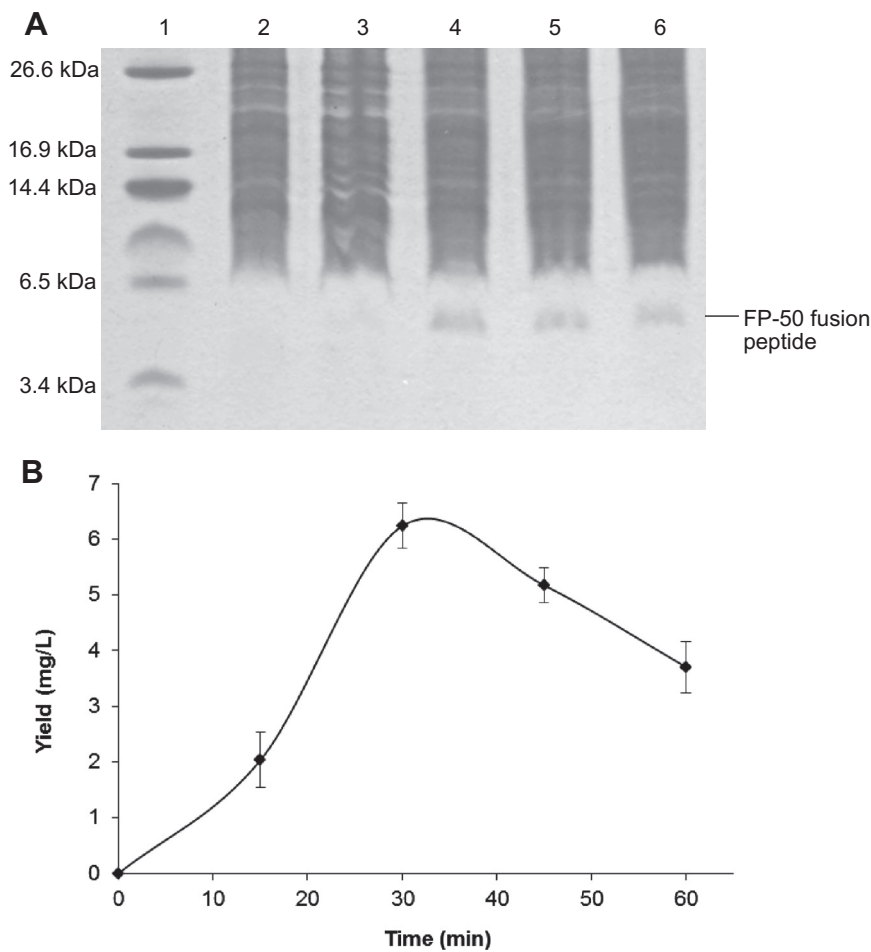 A
1 2 3 4 5 6
26.6 kDa
16.9 kDa
14.4 kDa
6.5 kDa
3.4 kDa
FP-50 fusion
peptide
B
7
6
5
4
3
2
1
0
Yield (mg/L)
0 10 20 30 40 50 60
Time (min)